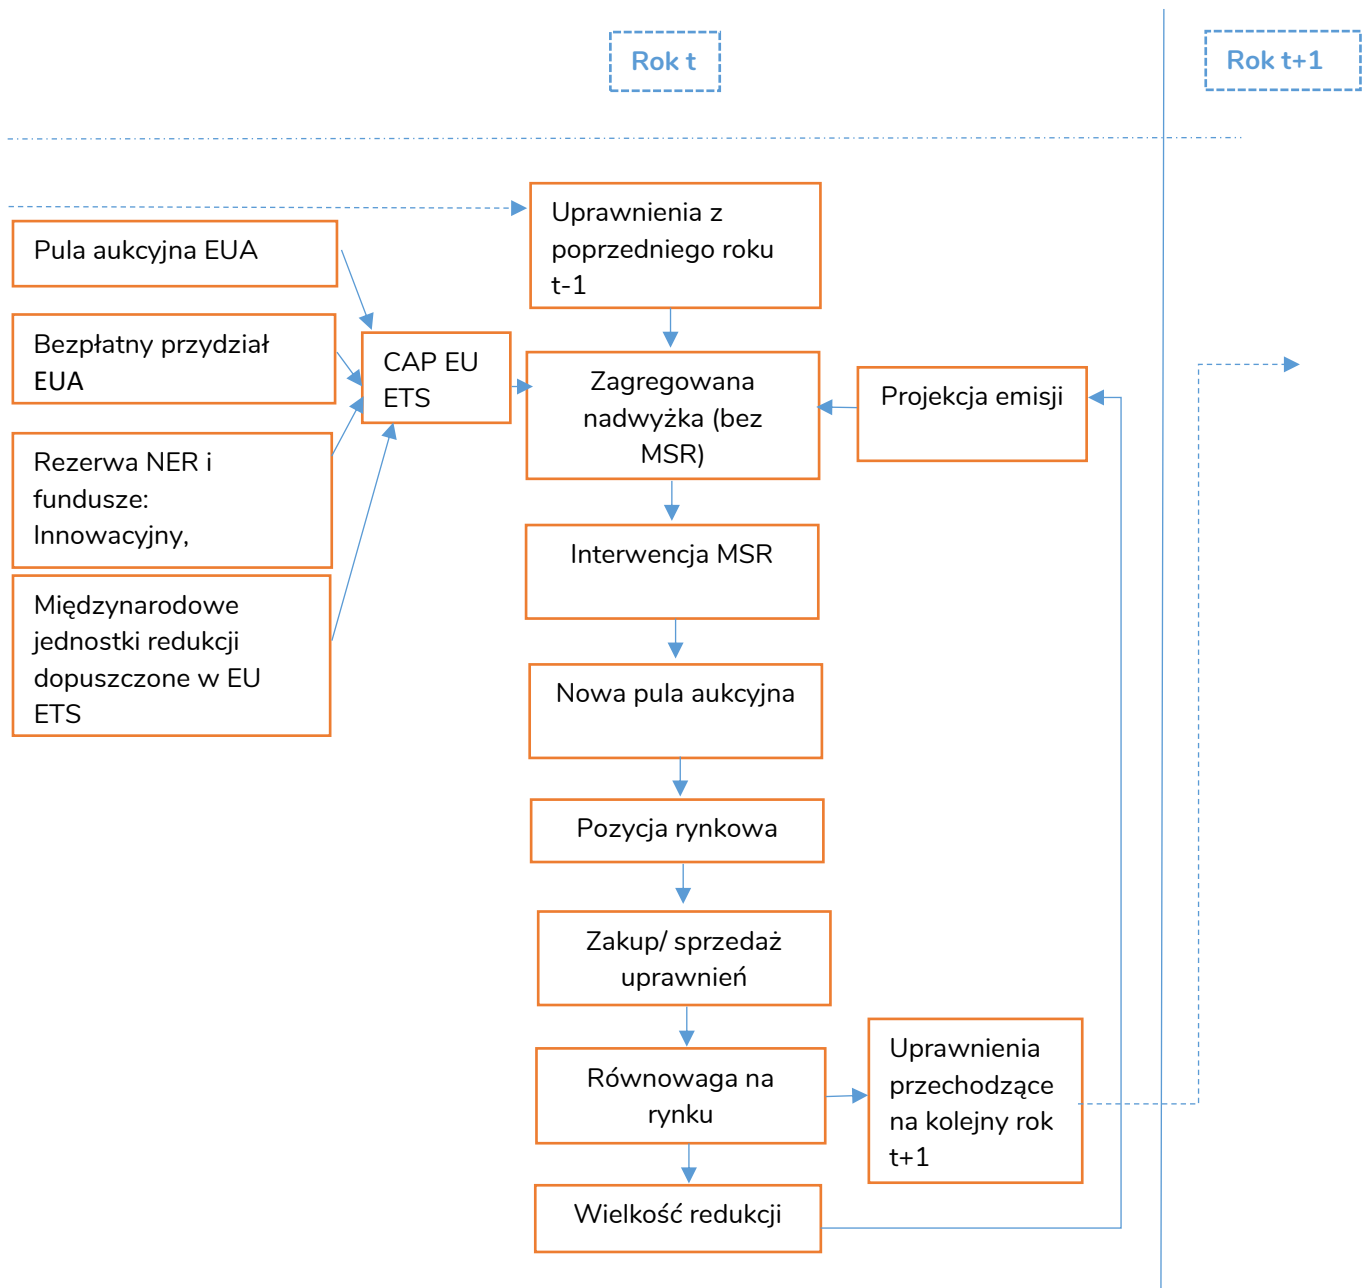 Rok t
Rok t+1
Uprawnienia z
poprzedniego roku
t-1
Pula aukcyjna EUA
Bezpłatny przydział
EUA
CAP EU
ETS
Zagregowana
nadwyżka (bez
MSR)
Projekcja emisji
Rezerwa NER i
fundusze:
Innowacyjny,
Interwencja MSR
Międzynarodowe
jednostki redukcji
dopuszczone w EU
ETS
Nowa pula aukcyjna
Pozycja rynkowa
Zakup/ sprzedaż
uprawnień
Równowaga na
rynku
Uprawnienia
przechodzące
na kolejny rok
t+1
Wielkość redukcji